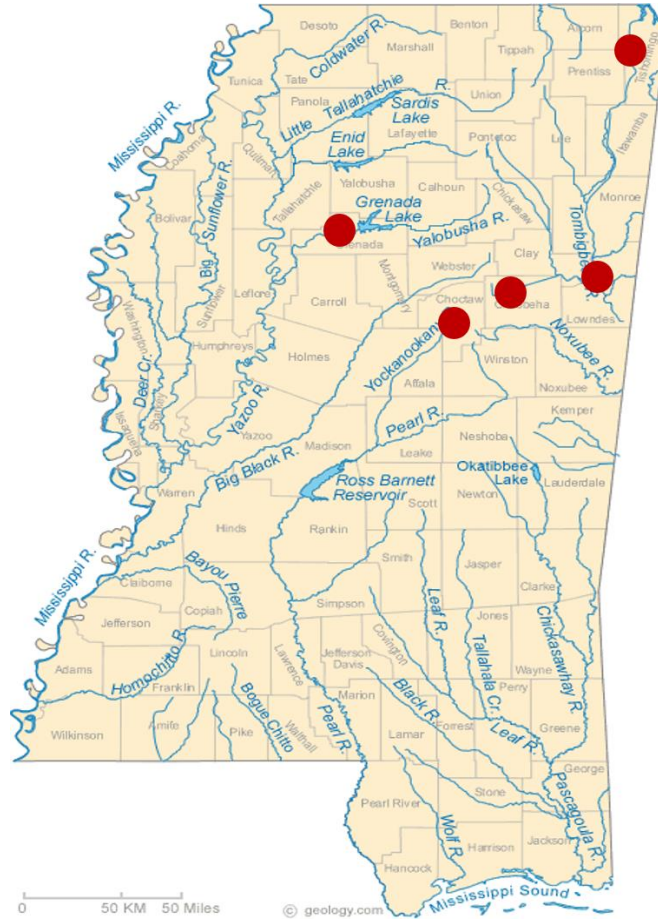 Desoto
Benton
Alcorn
Coldwater R.
Marshall
Tippah
Tishomingo
Tunica
Tate
Prentiss
Panola
Little Tallahatchie R.
Union
Sardis
Lake
Mississippi R.
Coahoma
Quitman
Enid
Lake
Lafayette
Pontotoc
Lee
Itawamba
Big Sunflower R.
Tallahatchie
Yalobusha
Calhoun
Chickasaw
Monroe
Bolivar
Grenada
Lake
Yalobusha R.
Tombigbee
Clay
Leflore
Montgomery
Webster
Sunflower
Carroll
Choctaw
Lowndes
Washington
Humphreys
Holmes
Yockanookany
Winston
Noxubee R.
Deer Cr.
Affala
Noxubee
Sharkey
Issaquena
Yazoo R.
Yazoo
Pearl R.
Kemper
Madison
Leake
Neshoba
Big Black R.
Okatibbee
Lake
Warren
Ross Barnett
Reservoir
Newton
Lauderdale
Scott
Hinds
Rankin
Smith
Jasper
Mississippi R.
Bayou Pierre
Claiborne
Clarke
Simpson
Leaf R.
Chickasawhay R.
Copiah
Jefferson
Covington
Jones
Tallahala Cr.
Lincoln
Lawrence
Jefferson
Davis
Wayne
Adams
Homochitto R.
Franklin
Marion
Perry
Bogue Chitto
Black R.
Greene
Wilkinson
Amite
Pike
Walthall
Pearl R.
Lamar
Forrest
Leaf R.
George
Stone
Pascagoula R.
Pearl River
Wolf R.
Jackson
Harrison
Hancock
Mississippi Sound
0 50 KM 50 Miles
© geology.com